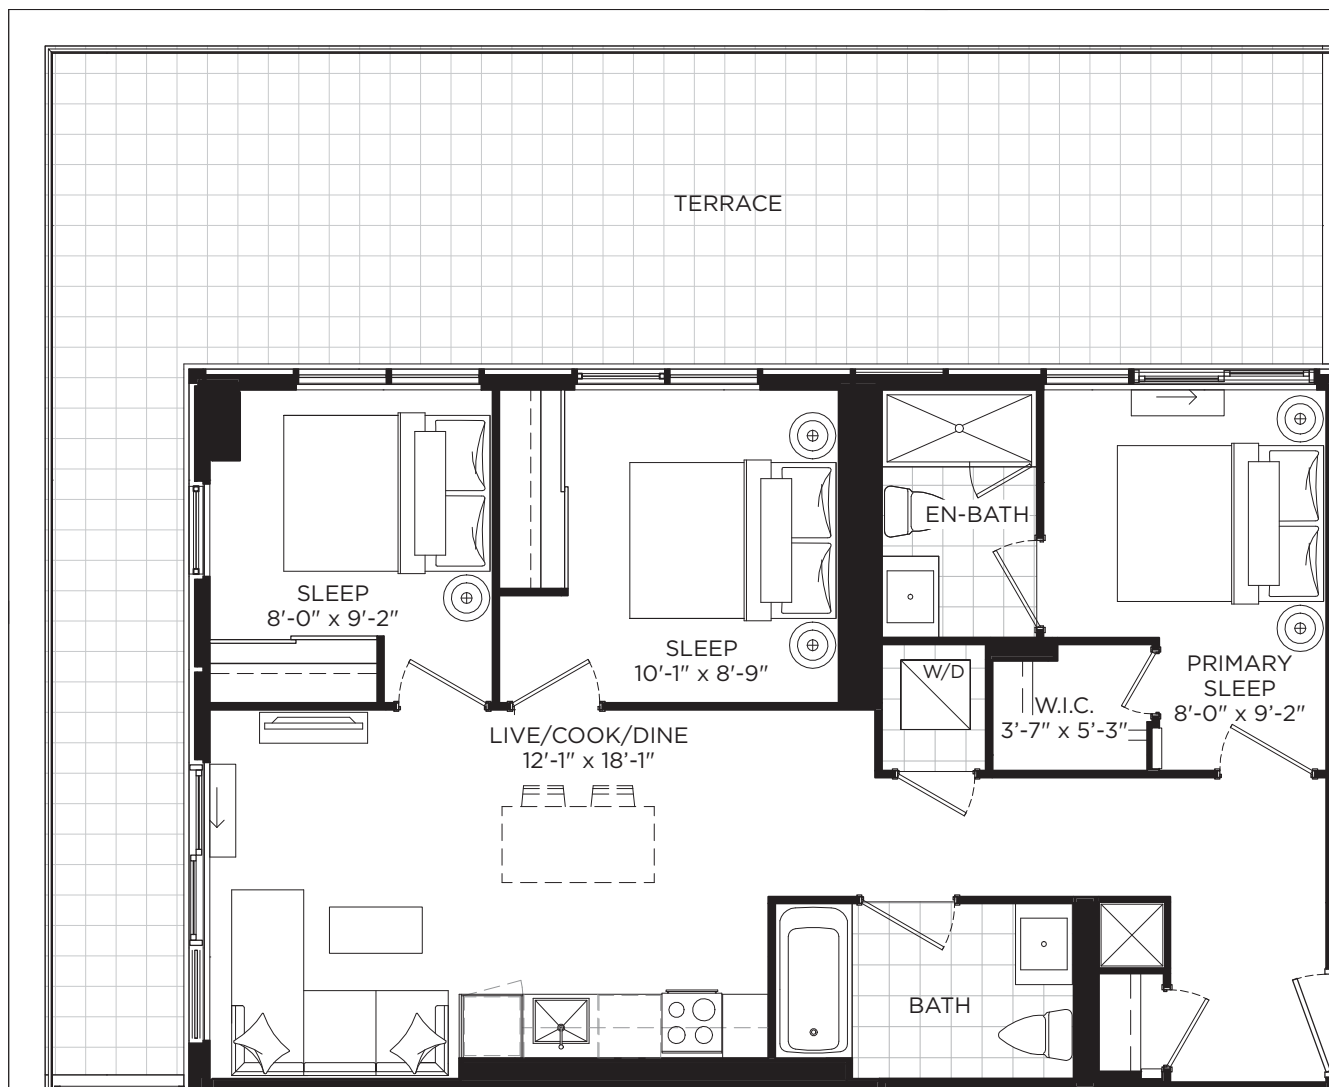 TERRACE
EN-BATH
SLEEP
8'-0" x 9'-2"
SLEEP
10'-1" x 8'-9"
W/D
W.I.C.
3'-7" x 5'-3"
PRIMARY
SLEEP
8'-0" x 9'-2"
LIVE/COOK/DINE
12'-1" x 18'-1"
BATH